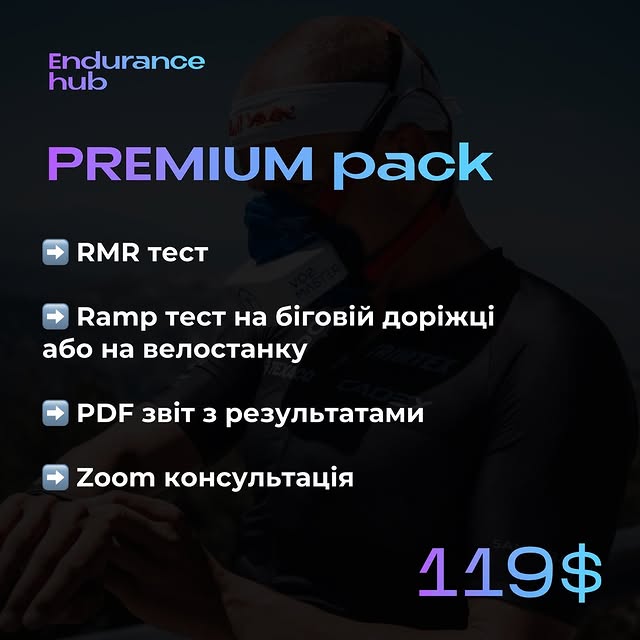 Endurance
hub
PREMIUM pack
➡️ RMR тест
➡️ Ramp тест на біговій доріжці
або на велостанку
➡️ PDF звіт з результатами
➡️ Zoom консультація
119$